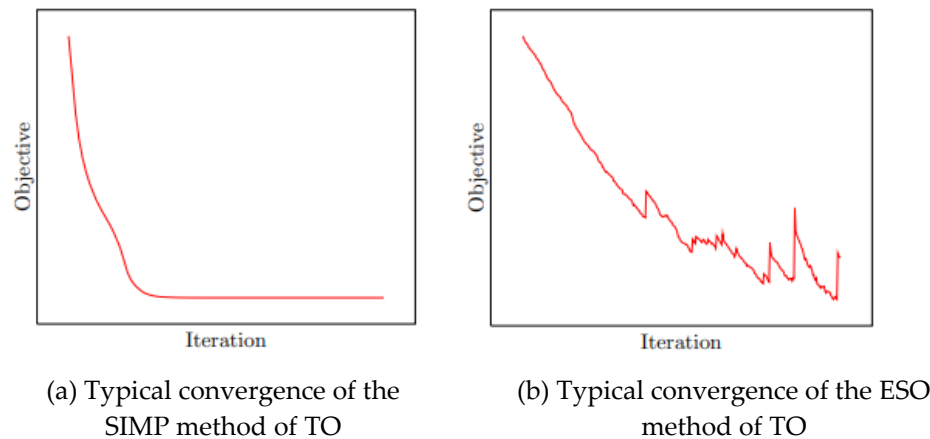 Objective
Iteration
(a) Typical convergence of the
SIMP method of TO
Objective
Iteration
(b) Typical convergence of the ESO
method of TO